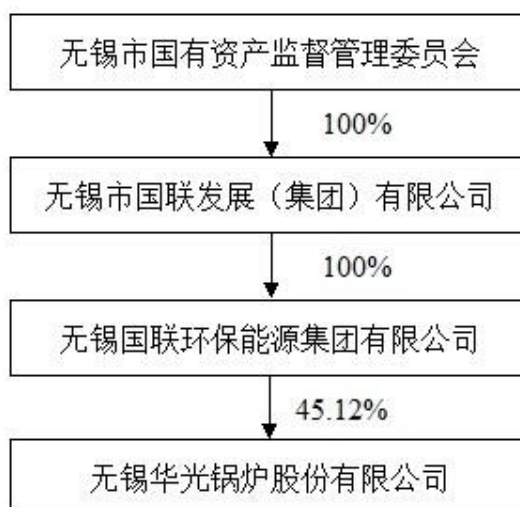 无锡市国有资产监督管理委员会
100%
无锡市国联发展（集团）有限公司
100%
无锡国联环保能源集团有限公司
45.12%
无锡华光锅炉股份有限公司